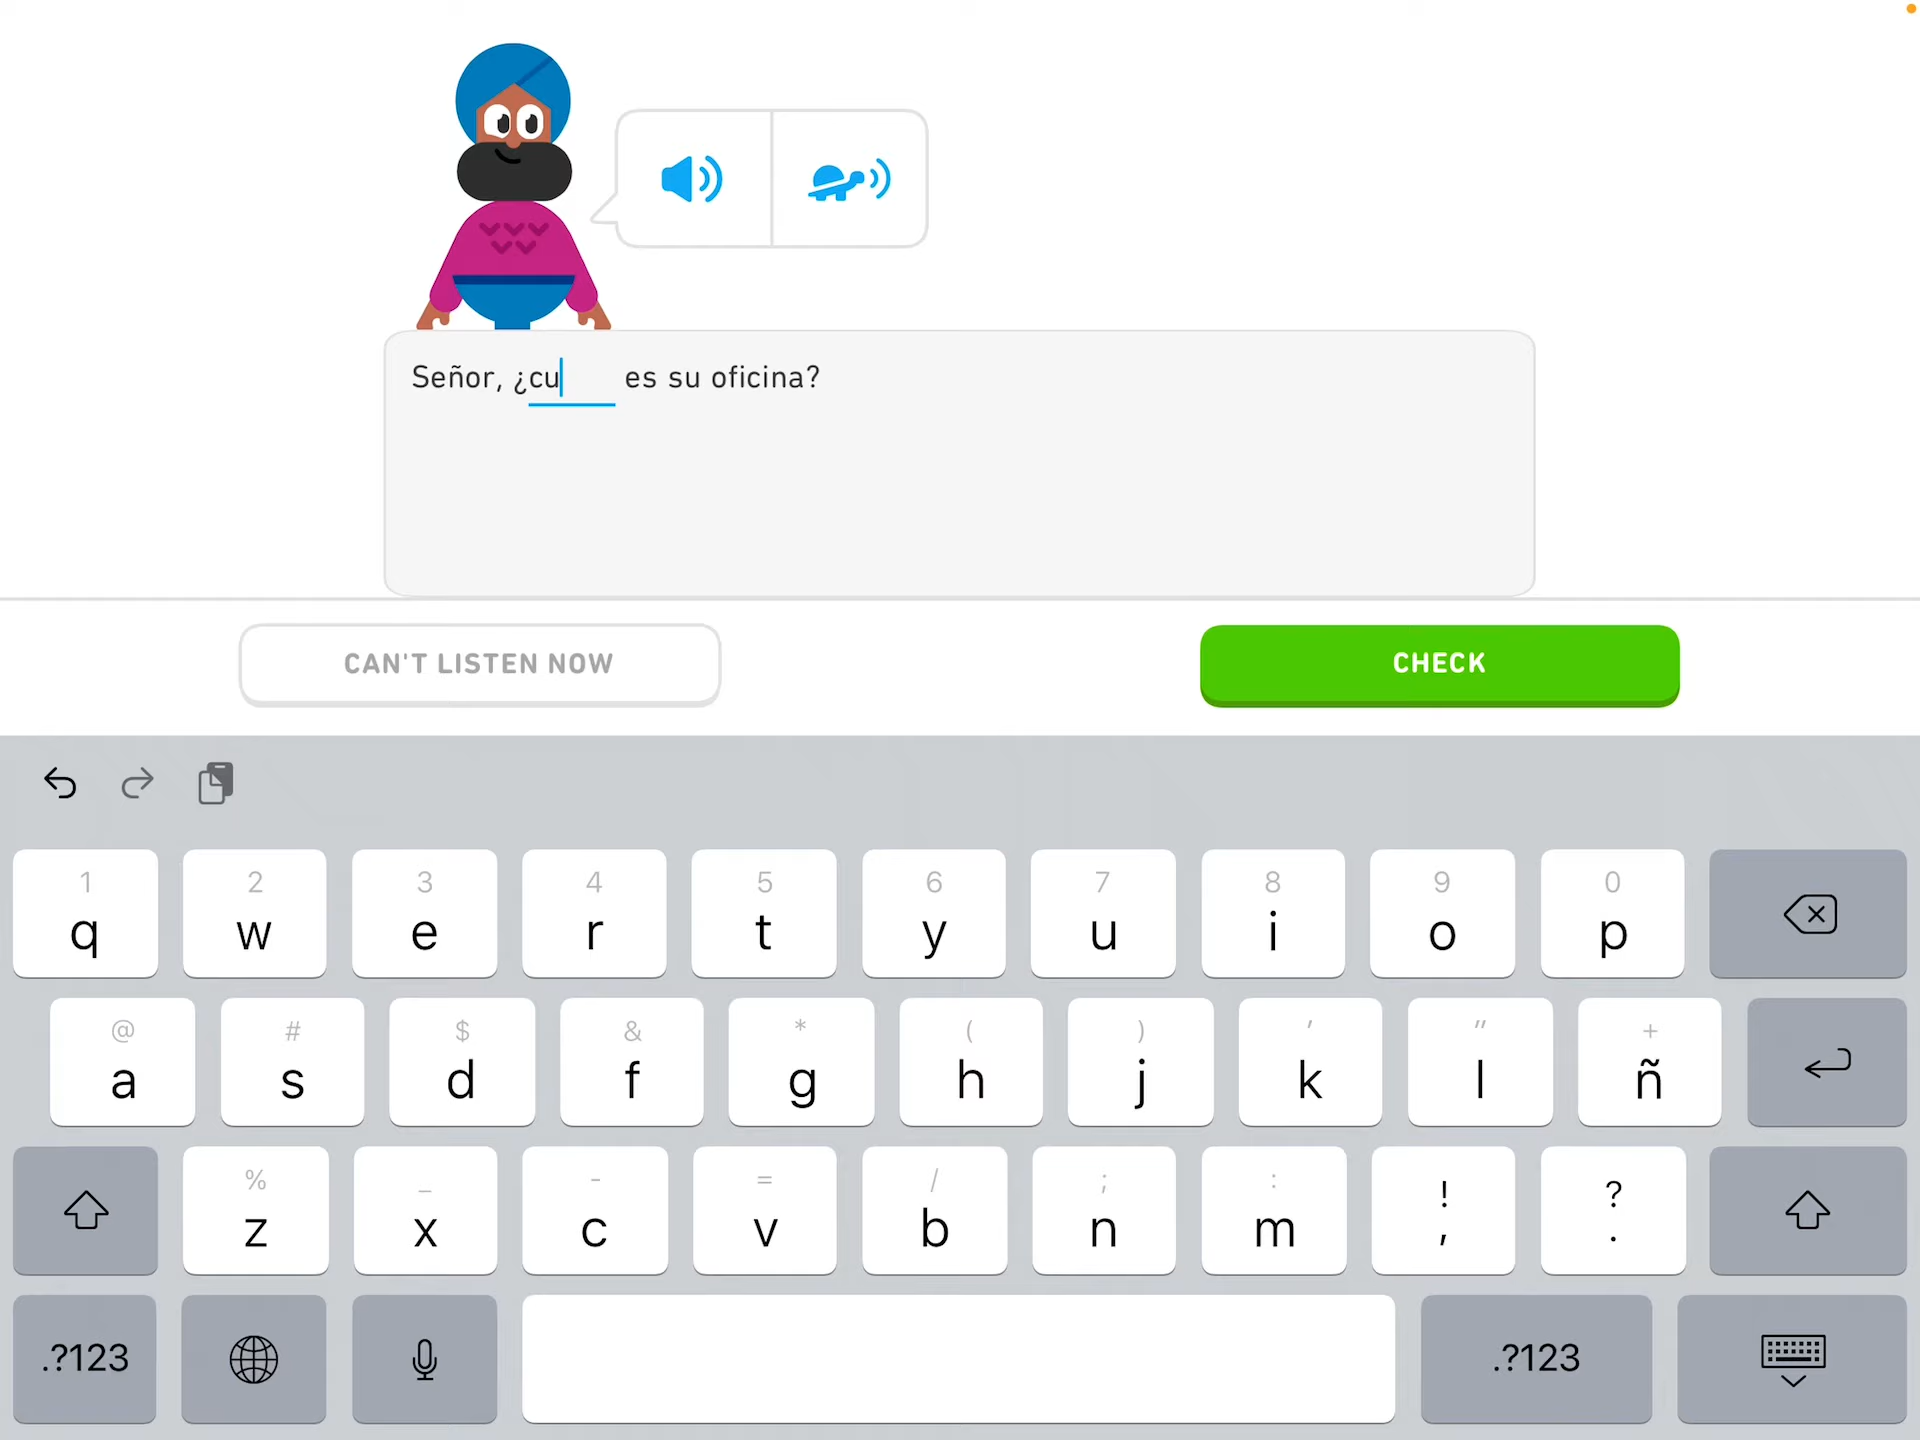 Señor, ¿cu es su oficina?
CAN'T LISTEN NOW
CHECK
1 2 3 4 5 6 7 8 9 0
q w e r t y u i o p
@ # $ & * ( ) ' " +
a s d f g h j k l ñ
% _ - = / ; : ! ?
z x c v b n m , .
.?123 .?123